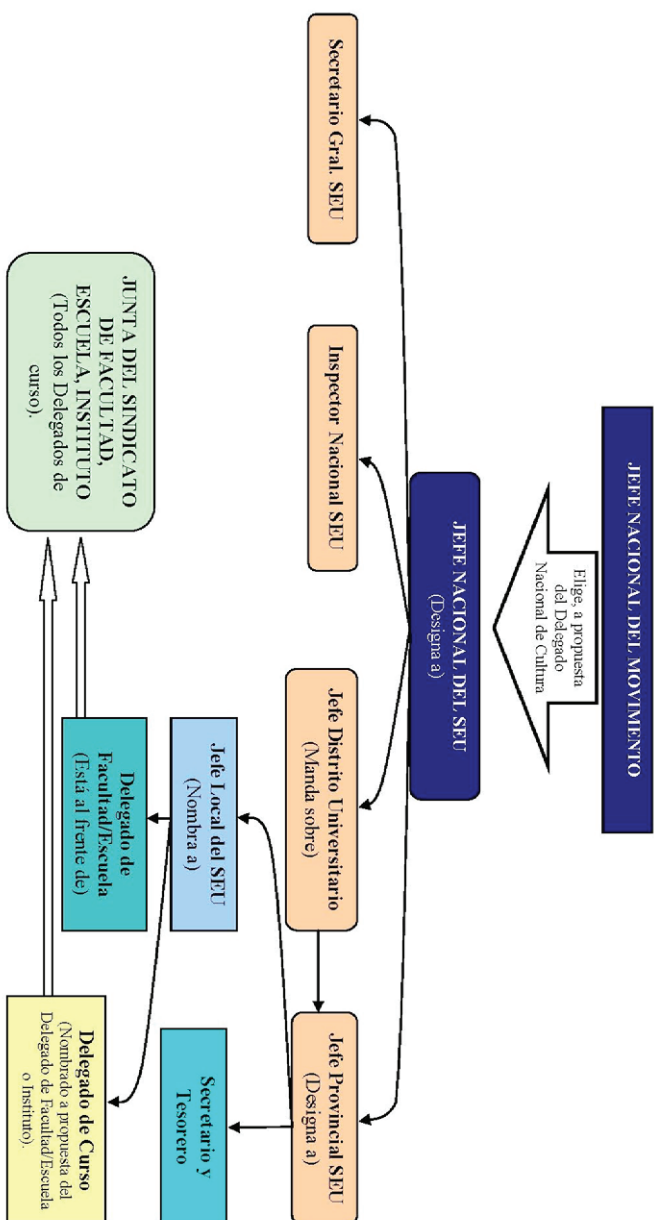 JEFE NACIONAL DEL MOVIMENTO
Elige, a propuesta
del Delegado
Nacional de Cultura
JEFE NACIONAL DEL SEU
(Designa a)
Secretario Gral. SEU
Inspector Nacional SEU
Jefe Distrito Universitario
(Manda sobre)
Jefe Provincial SEU
(Designa a)
Jefe Local del SEU
(Nombra a)
Secretario y
Tesorero
JUNTA DEL SINDICATO
DE FACULTAD,
ESCUELA, INSTITUTO
(Todos los Delegados de
curso).
Delegado de
Facultad/Escuela
(Está al frente de)
Delegado de Curso
(Nombrado a propuesta del
Delegado de Facultad/Escuela
o Instituto).